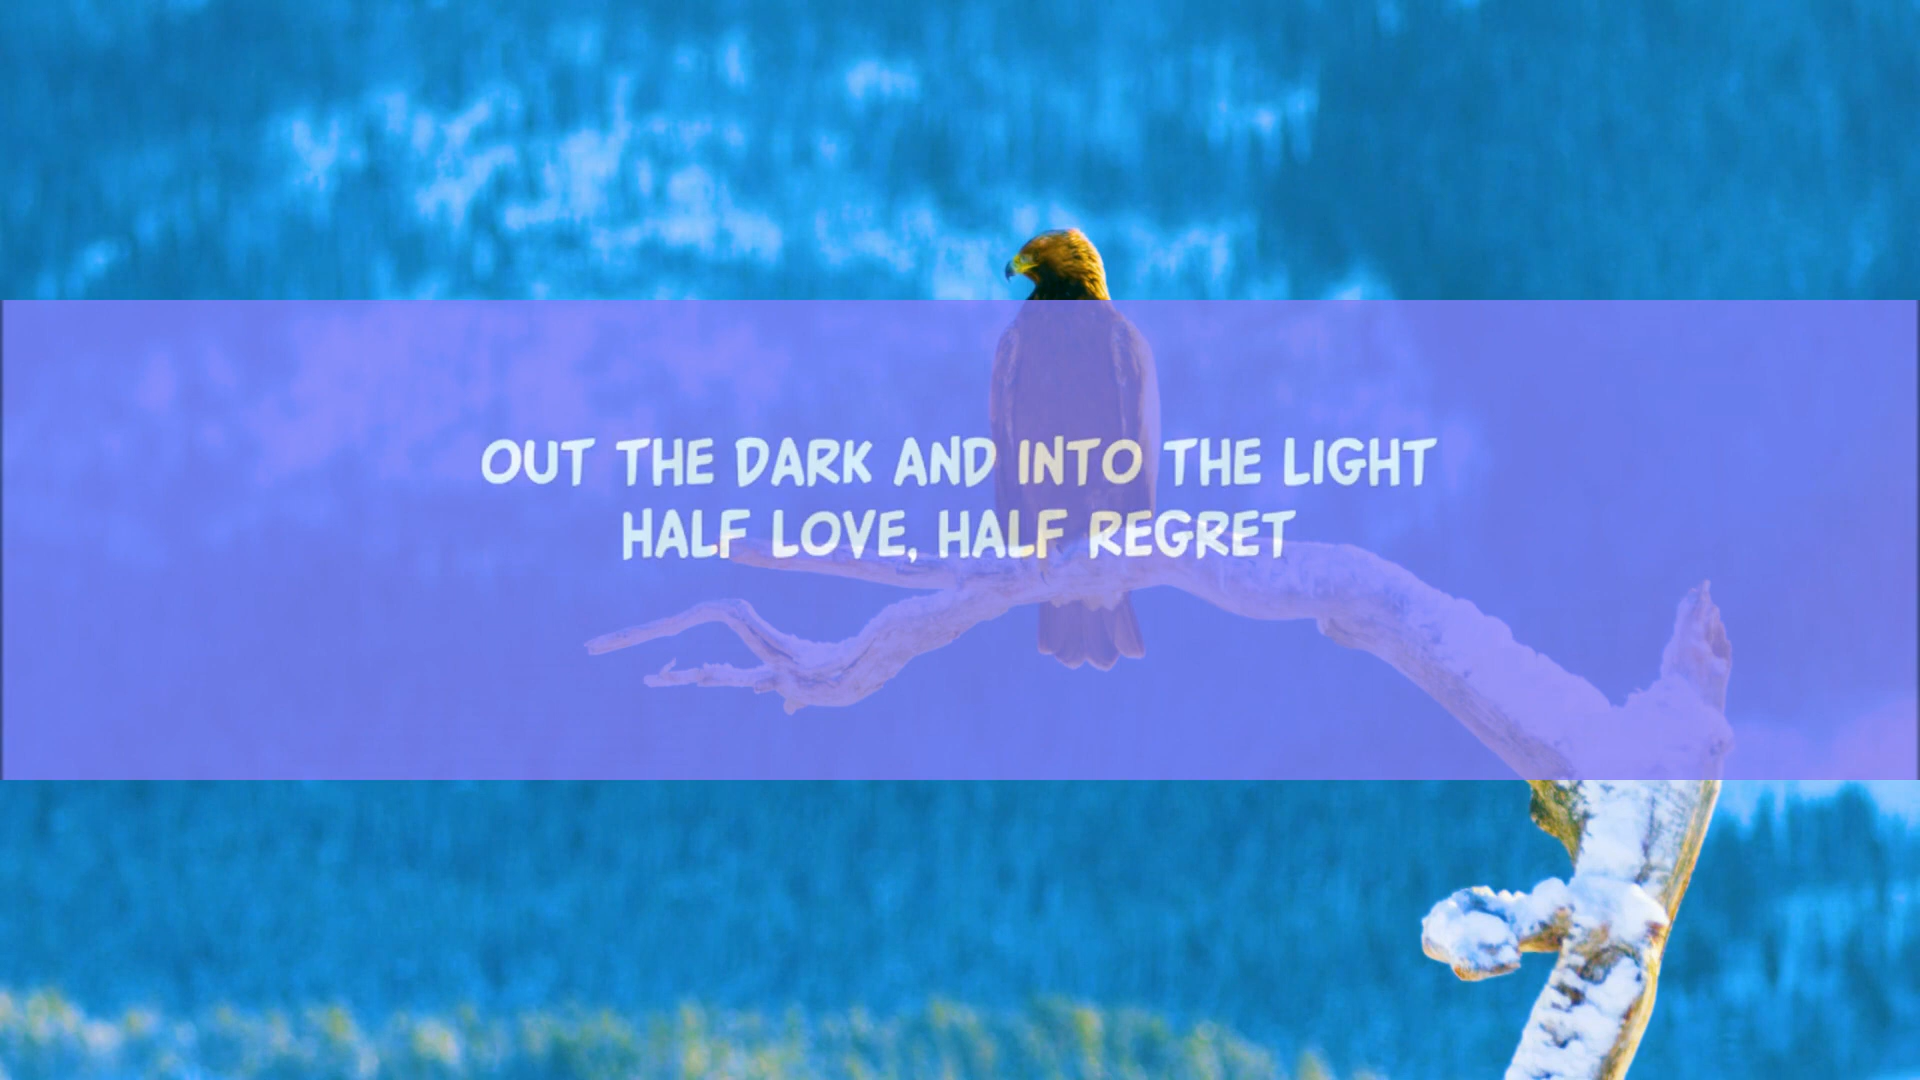 OUT THE DARK AND INTO THE LIGHT
HALF LOVE, HALF REGRET